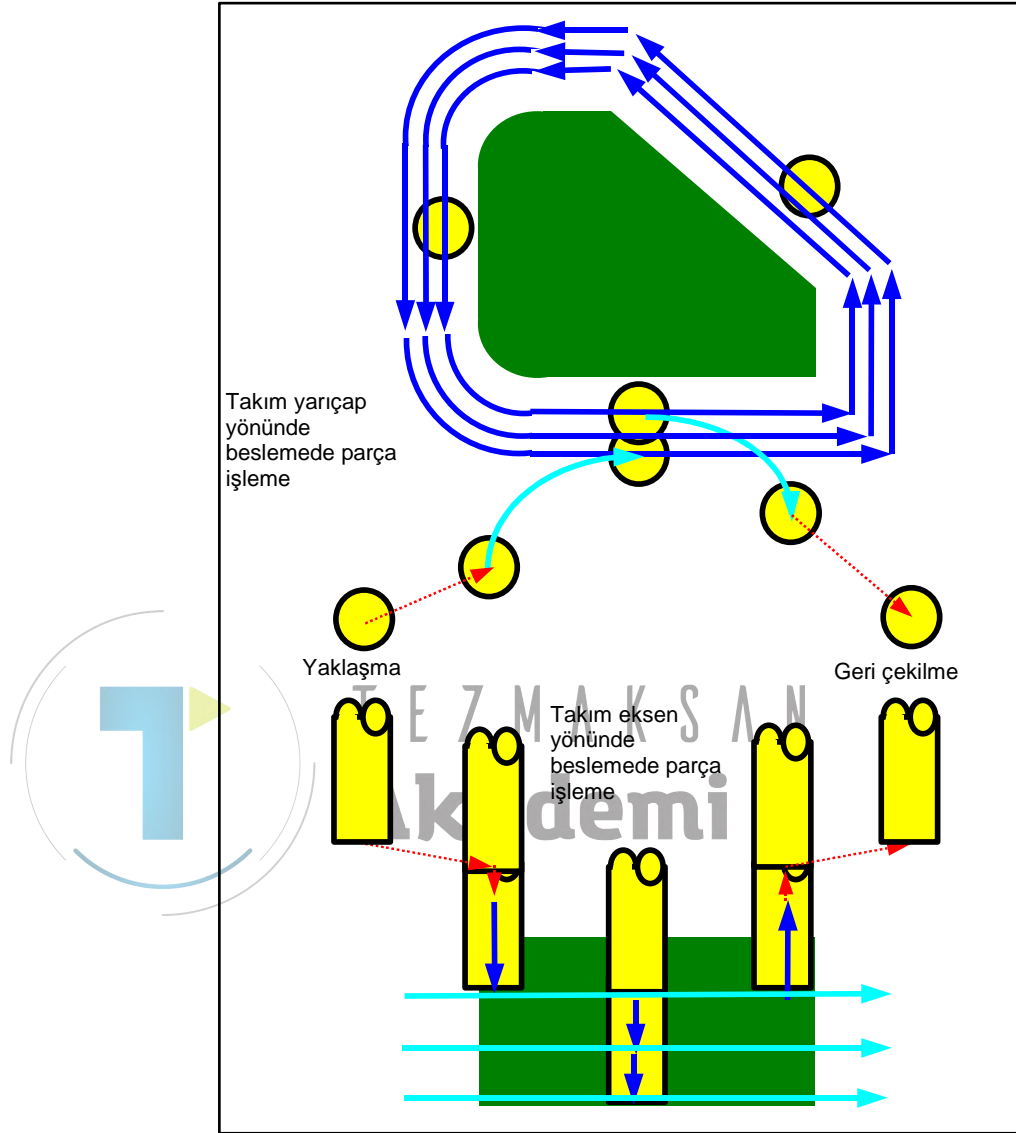 Takım yarıçap
yönünde
beslemede parça
işleme
Yaklaşma
Geri çekilme
TEZMAKSAN
Akademi
Takım eksen
yönünde
beslemede parça
işleme